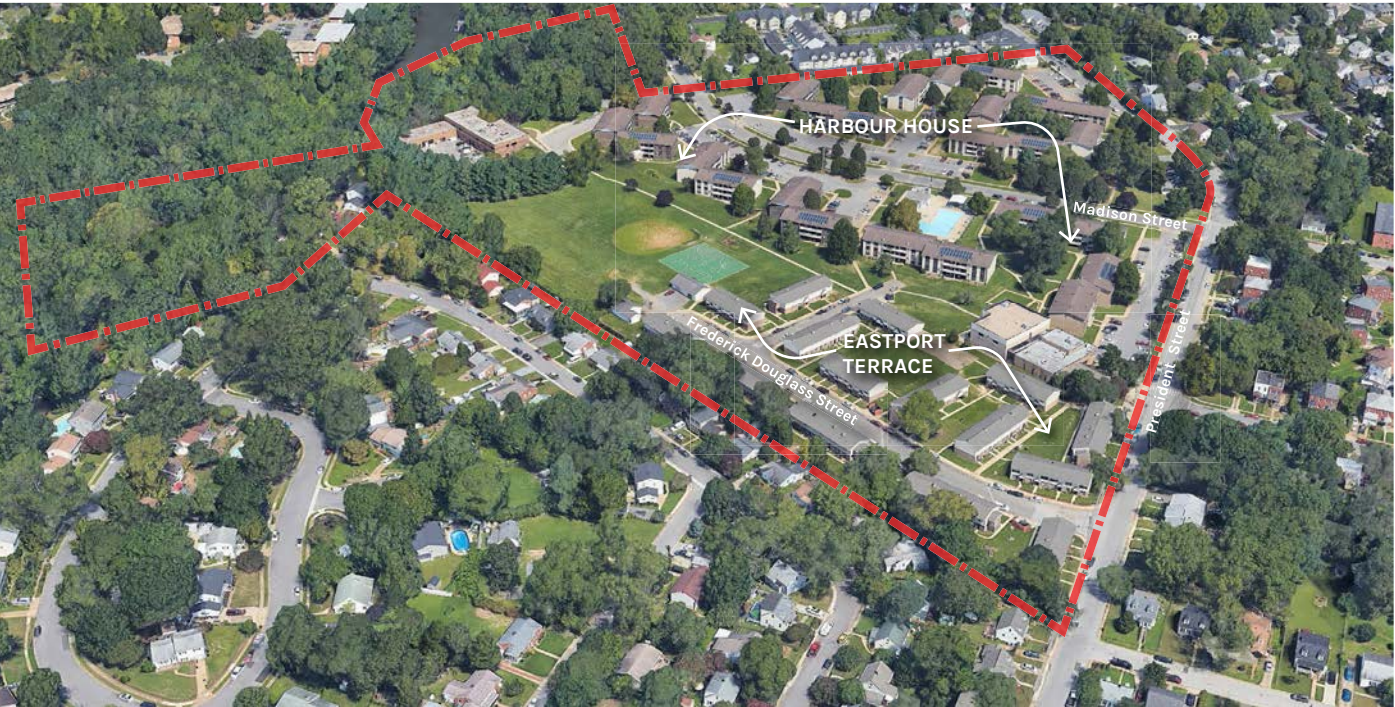 HARBOUR HOUSE
Madison Street
President Street
EASTPORT
TERRACE
Frederick Douglass Street